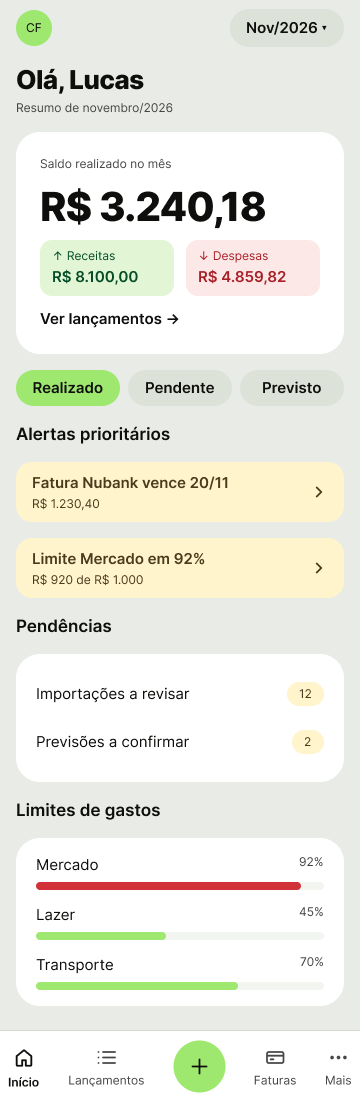 CF
Nov/2026 ▾
Olá, Lucas
Resumo de novembro/2026
Saldo realizado no mês
R$ 3.240,18
↑ Receitas
R$ 8.100,00
↓ Despesas
R$ 4.859,82
Ver lançamentos →
Realizado
Pendente
Previsto
Alertas prioritários
Fatura Nubank vence 20/11
R$ 1.230,40
Limite Mercado em 92%
R$ 920 de R$ 1.000
Pendências
Importações a revisar
12
Previsões a confirmar
2
Limites de gastos
Mercado
92%
Lazer
45%
Transporte
70%
Início
Lançamentos
+
Faturas
Mais